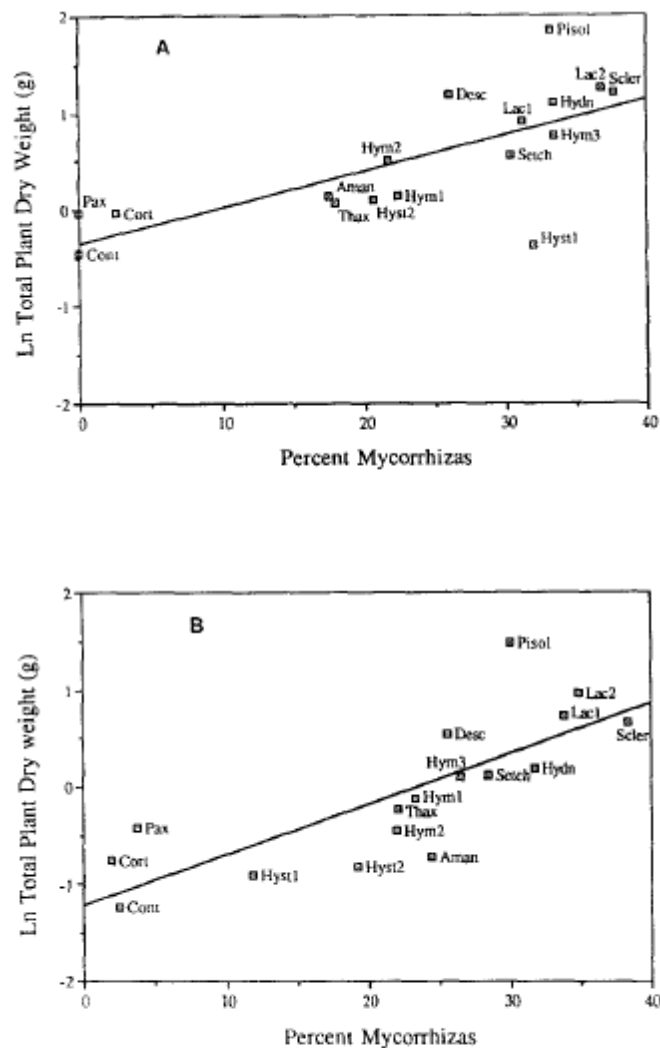 A
Pisol
Lac2
Scler
Desc
Lac1
Hydn
Hym3
Hym2
Setch
Aman
Hym1
Pax
Cort
Thax
Hyst2
Cont
Hyst1
2
1
0
-1
-2
0
10
20
30
40
Ln Total Plant Dry Weight (g)
Percent Mycorrhizas
B
Pisol
Lac2
Lac1
Scler
Desc
Hym3
Setch
Hydn
Hym1
Thax
Pax
Hym2
Cort
Aman
Hyst1
Hyst2
Cont
2
1
0
-1
-2
0
10
20
30
40
Ln Total Plant Dry weight (g)
Percent Mycorrhizas